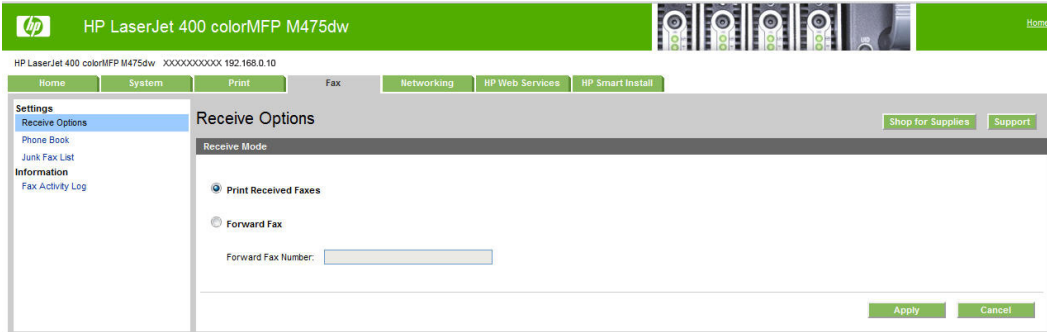 hp HP LaserJet 400 colorMFP M475dw
Home
HP LaserJet 400 colorMFP M475dw XXXXXXXXXX 192.168.0.10
Home System Print Fax Networking HP Web Services HP Smart Install
Settings
Receive Options
Phone Book
Junk Fax List
Information
Fax Activity Log
Receive Options
Shop for Supplies Support
Receive Mode
Print Received Faxes
Forward Fax
Forward Fax Number:
Apply Cancel